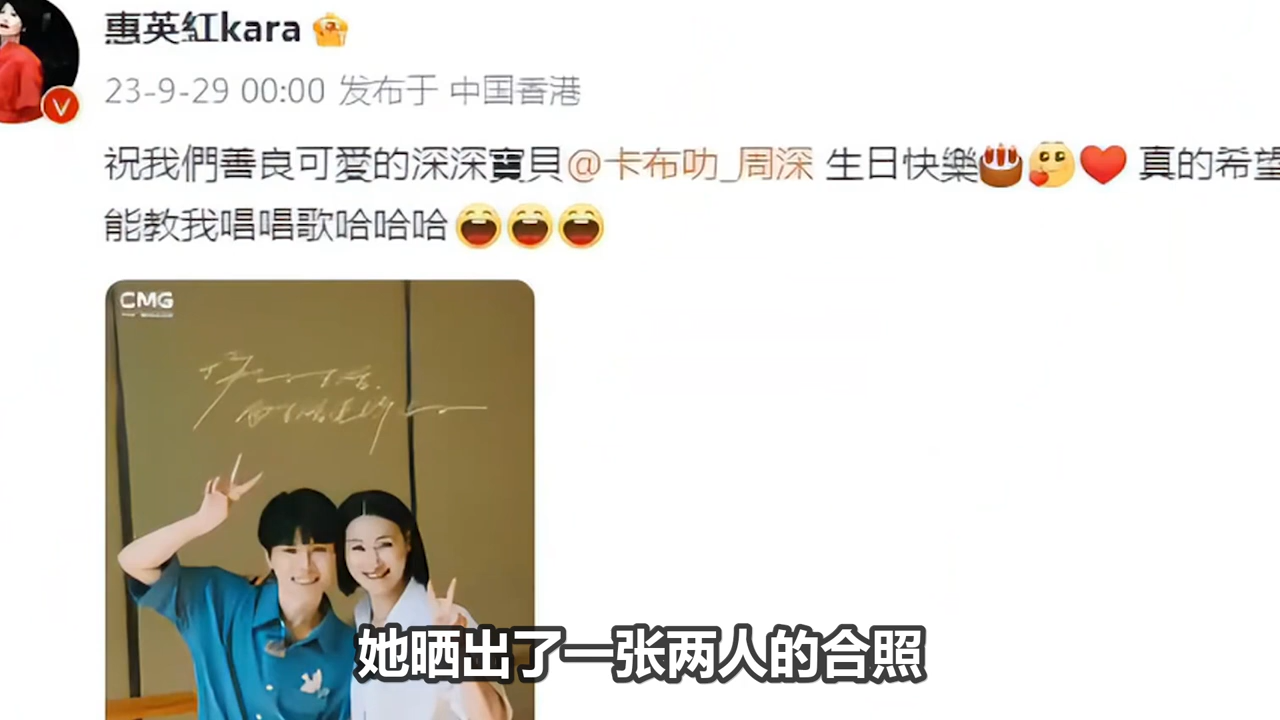 惠英紅kara
23-9-29 00:00 发布于 中国香港
祝我們善良可愛的深深寶貝@卡布叻_周深 生日快樂 真的希望
能教我唱唱歌哈哈哈
CMG
她晒出了一张两人的合照